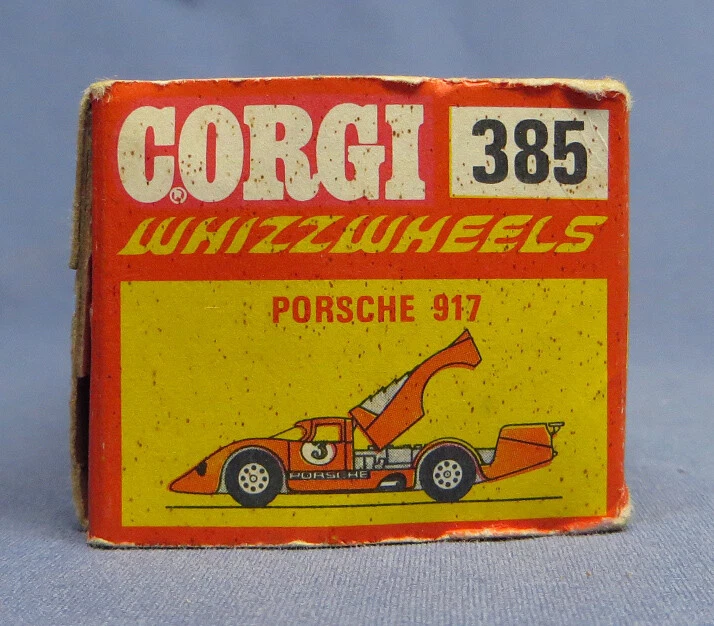 CORGI 385
WHIZZWHEELS
PORSCHE 917
3
PORSCHE